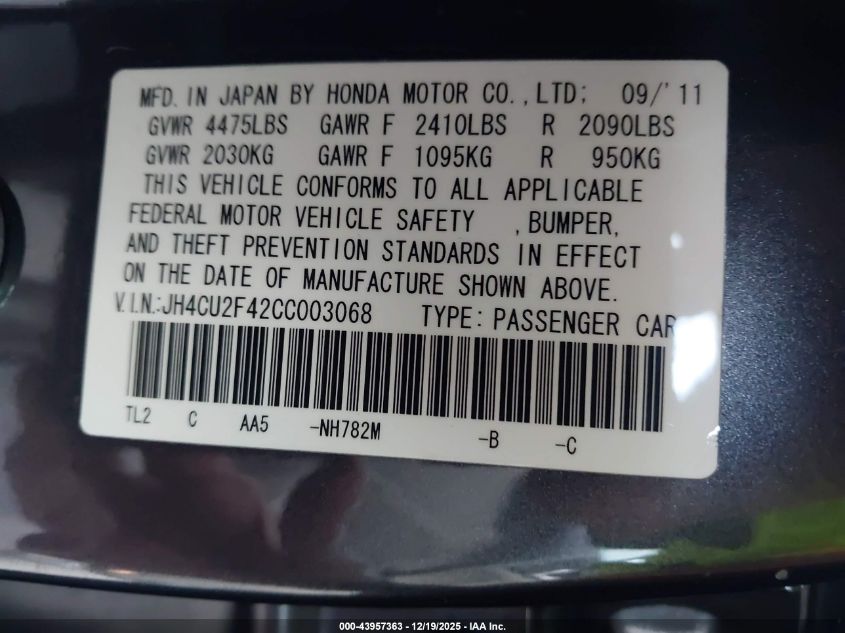 MFD. IN JAPAN BY HONDA MOTOR CO.,LTD; 09/'11
GVWR 4475LBS GAWR F 2410LBS R 2090LBS
GVWR 2030KG GAWR F 1095KG R 950KG
THIS VEHICLE CONFORMS TO ALL APPLICABLE
FEDERAL MOTOR VEHICLE SAFETY ,BUMPER,
AND THEFT PREVENTION STANDARDS IN EFFECT
ON THE DATE OF MANUFACTURE SHOWN ABOVE.
V.I.N.:JH4CU2F42CC003068 TYPE: PASSENGER CAR
TL2 C AA5 -NH782M -B -C
000-43957363 - 12/19/2025 - IAA Inc.